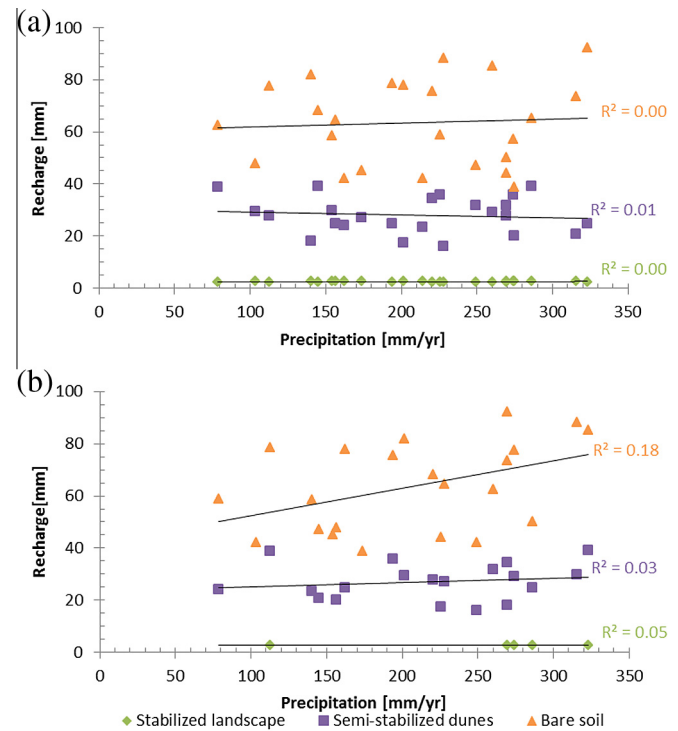 (a)
100
80
60
40
20
0
Recharge [mm]
R² = 0.00
R² = 0.01
R² = 0.00
0 50 100 150 200 250 300 350
Precipitation [mm/yr]
(b)
100
80
60
40
20
0
Recharge[mm]
R² = 0.18
R² = 0.03
R² = 0.05
0 50 100 150 200 250 300 350
Precipitation [mm/yr]
Stabilized landscape Semi-stabilized dunes Bare soil